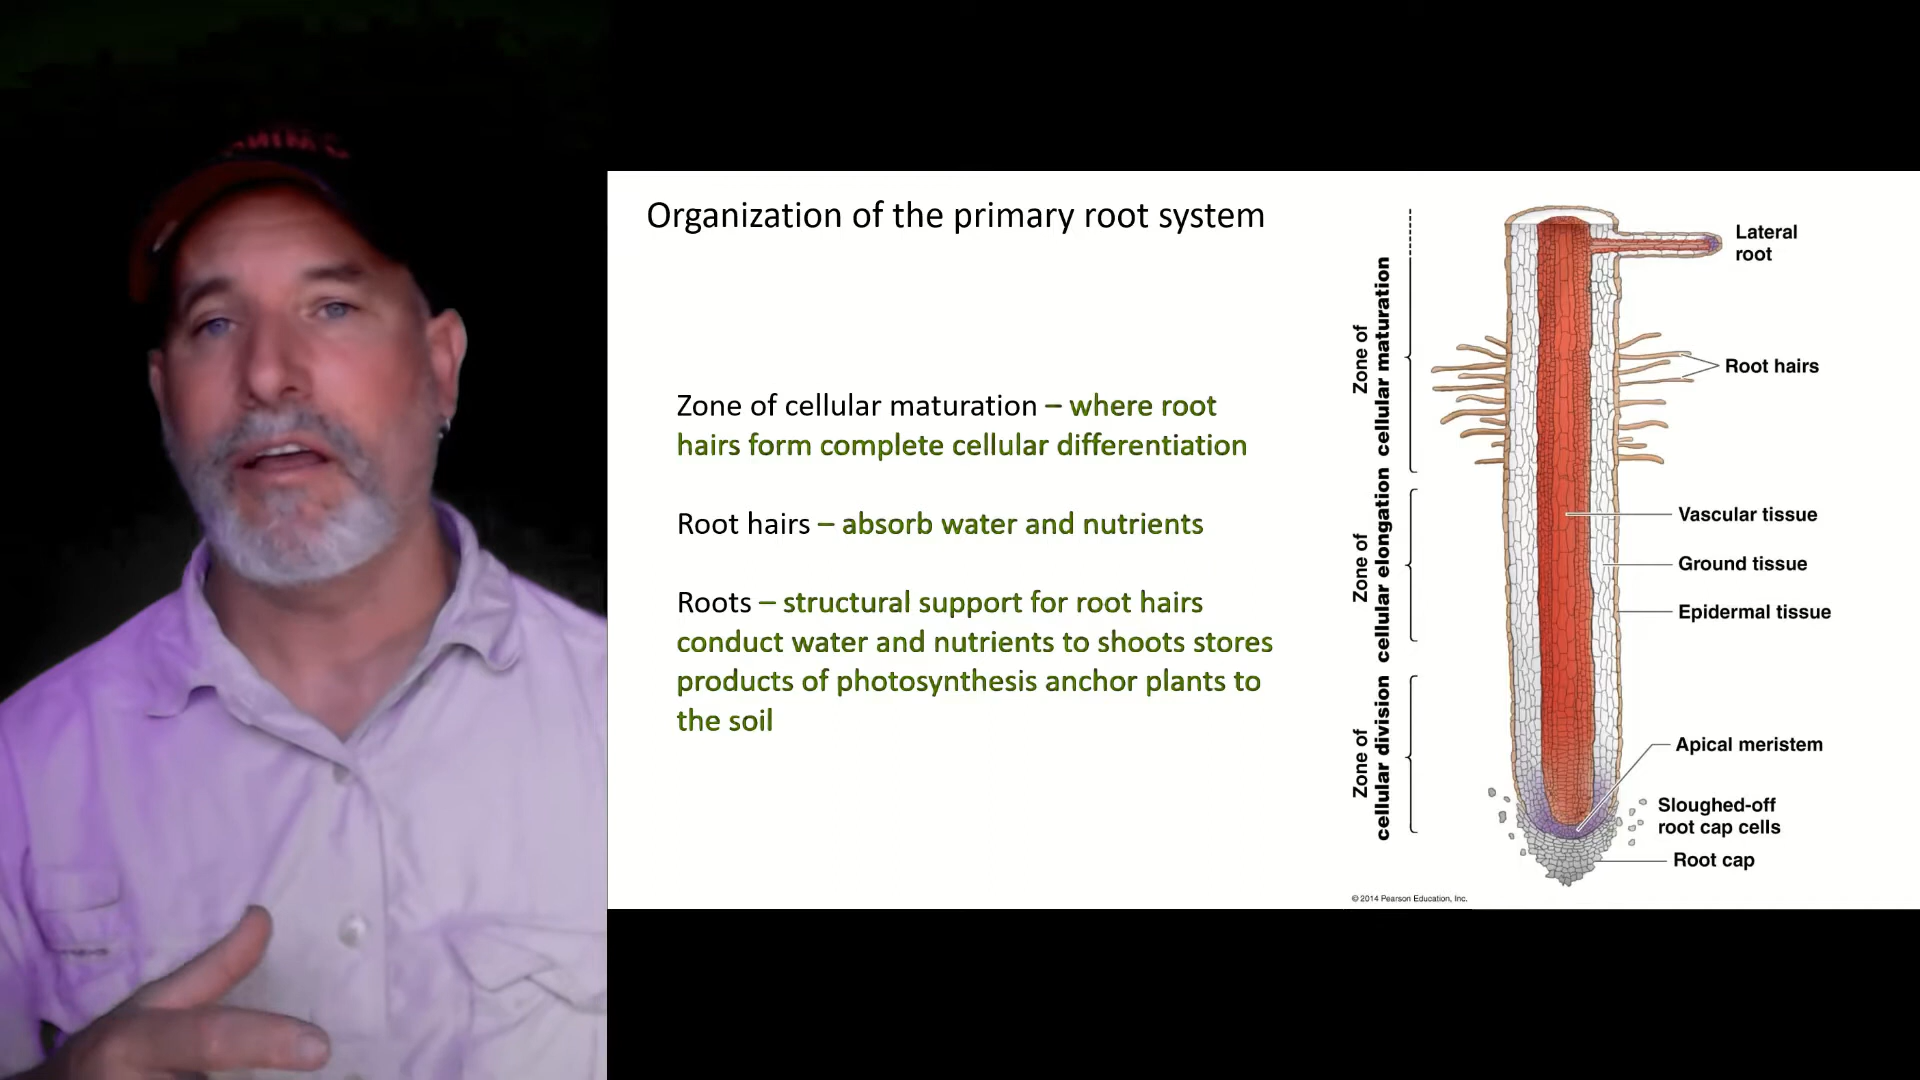 Organization of the primary root system
Zone of cellular maturation – where root
hairs form complete cellular differentiation
Root hairs – absorb water and nutrients
Roots – structural support for root hairs
conduct water and nutrients to shoots stores
products of photosynthesis anchor plants to
the soil
Zone of
cellular maturation
Zone of
cellular elongation
Zone of
cellular division
Lateral
root
Root hairs
Vascular tissue
Ground tissue
Epidermal tissue
Apical meristem
Sloughed-off
root cap cells
Root cap
© 2014 Pearson Education, Inc.